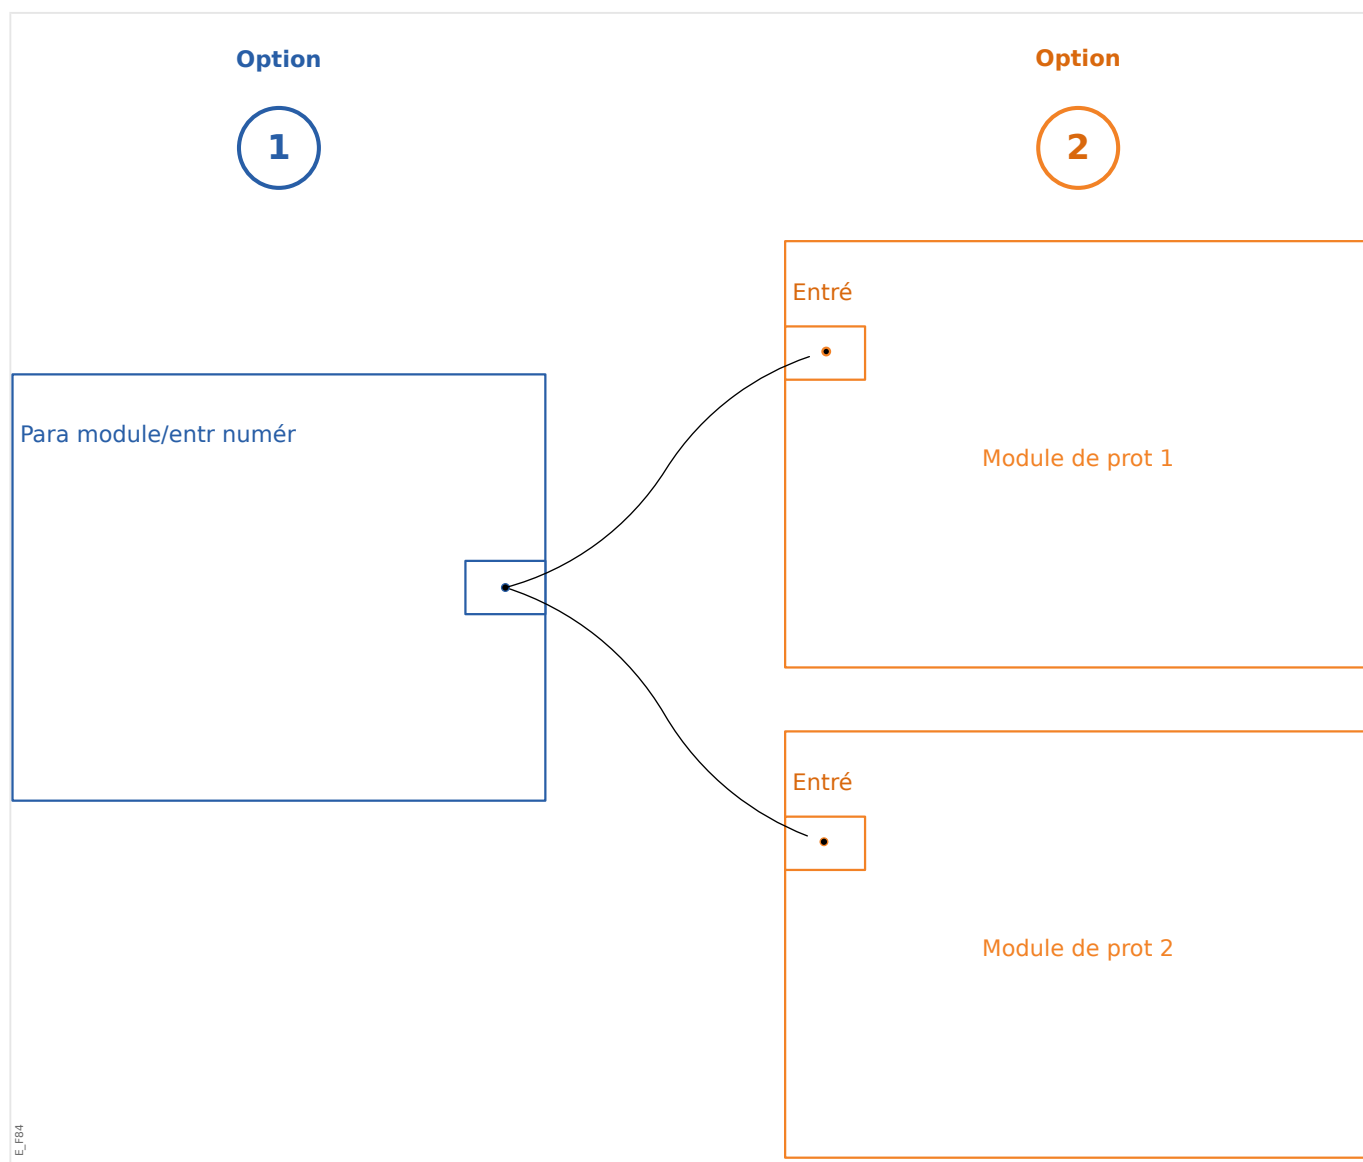 Option
1
Option
2
Para module/entr numér
Entré
Module de prot 1
Entré
Module de prot 2
E_F84